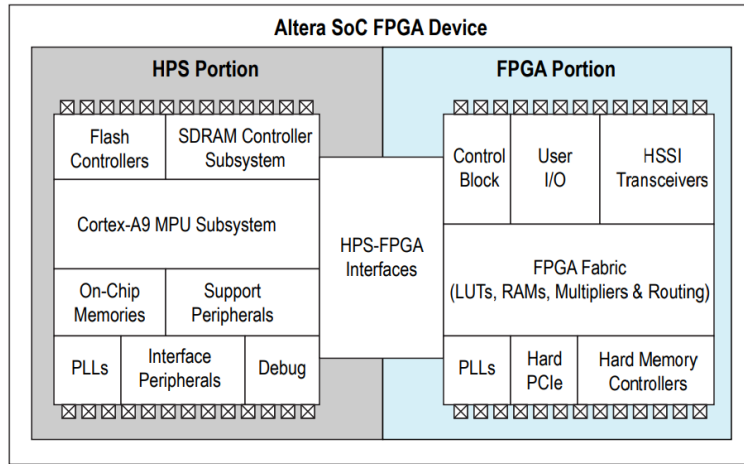 Altera SoC FPGA Device
HPS Portion
FPGA Portion
Flash
Controllers
SDRAM Controller
Subsystem
Cortex-A9 MPU Subsystem
On-Chip
Memories
Support
Peripherals
PLLs
Interface
Peripherals
Debug
HPS-FPGA
Interfaces
Control
Block
User
I/O
HSSI
Transceivers
FPGA Fabric
(LUTs, RAMs, Multipliers & Routing)
PLLs
Hard
PCIe
Hard Memory
Controllers